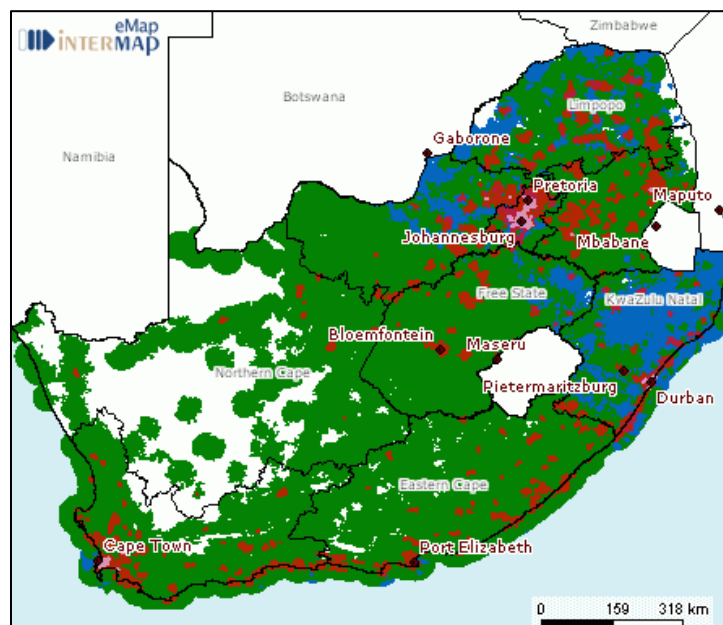 eMap
INTERMAP
Zimbabwe
Botswana
Limpopo
Namibia
Gaborone
Pretoria
Maputo
Johannesburg
Mbabane
Free State
KwaZulu Natal
Bloemfontein
Maseru
Northern Cape
Pietermaritzburg
Durban
Eastern Cape
Cape Town
Port Elizabeth
0 159 318 km